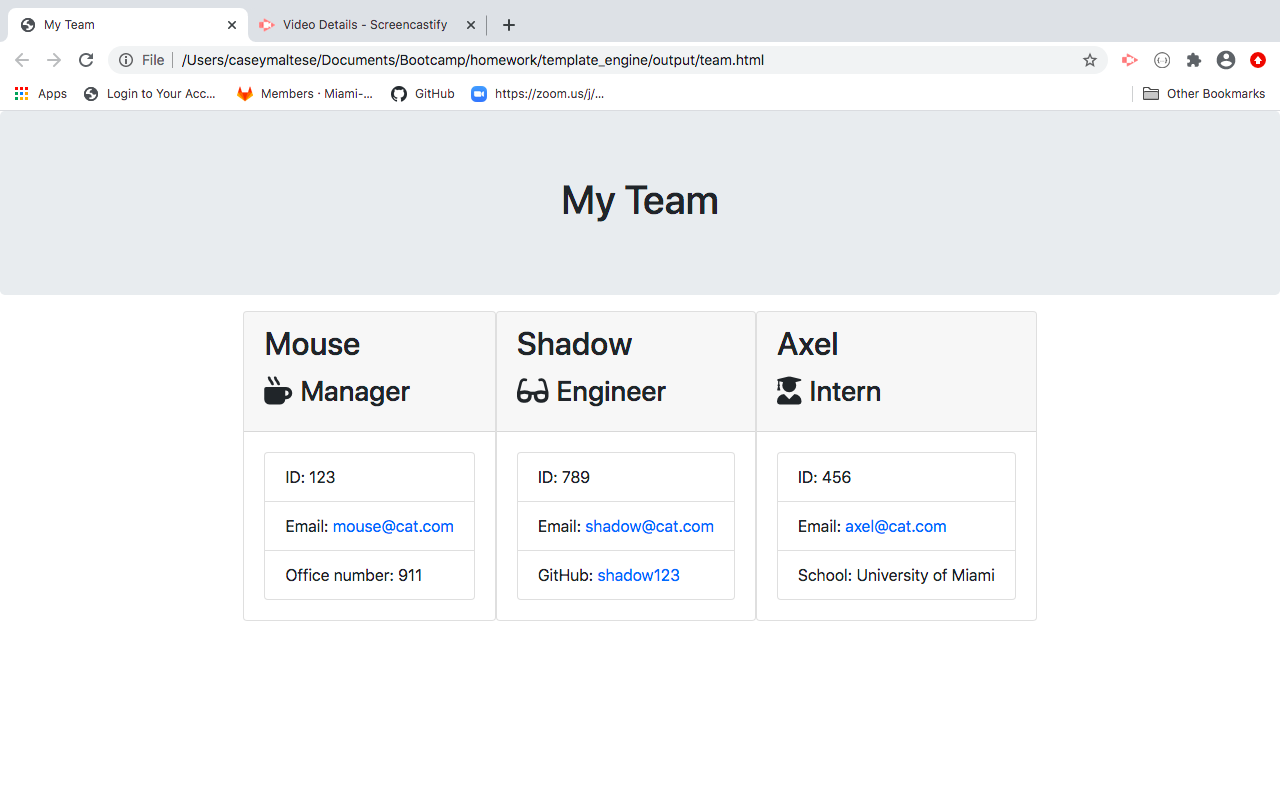 My Team
Video Details - Screencastify
File
/Users/caseymaltese/Documents/Bootcamp/homework/template_engine/output/team.html
Apps
Login to Your Acc...
Members · Miami-...
GitHub
https://zoom.us/j/...
Other Bookmarks
My Team
Mouse
Manager
ID: 123
Email: mouse@cat.com
Office number: 911
Shadow
Engineer
ID: 789
Email: shadow@cat.com
GitHub: shadow123
Axel
Intern
ID: 456
Email: axel@cat.com
School: University of Miami